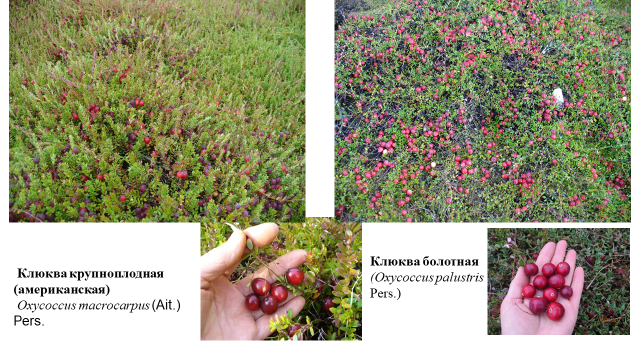 Клюква крупноплодная
(американская)
Oxycoccus macrocarpus (Ait.)
Pers.
Клюква болотная
(Oxycoccus palustris
Pers.)